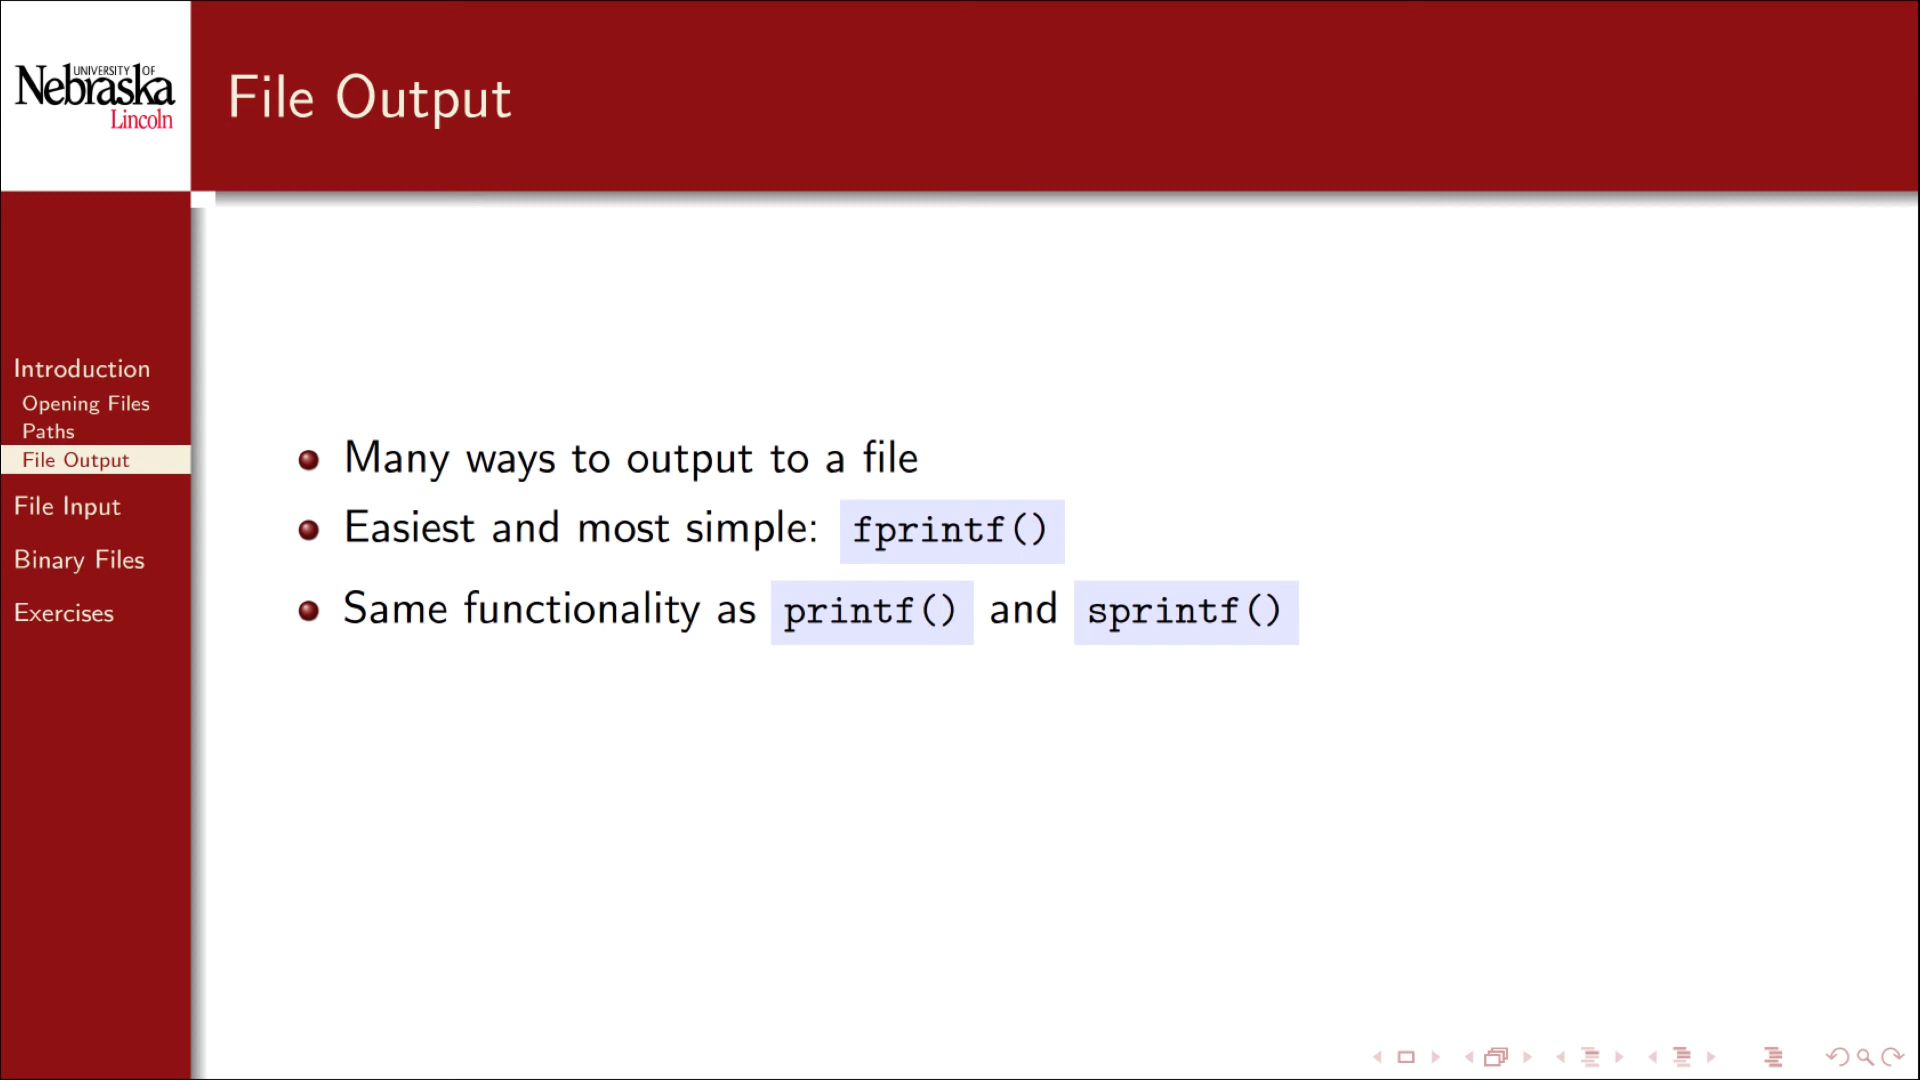 UNIVERSITY OF
Nebraska
Lincoln
File Output
Introduction
Opening Files
Paths
File Output
File Input
Binary Files
Exercises
Many ways to output to a file
Easiest and most simple: fprintf()
Same functionality as printf() and sprintf()